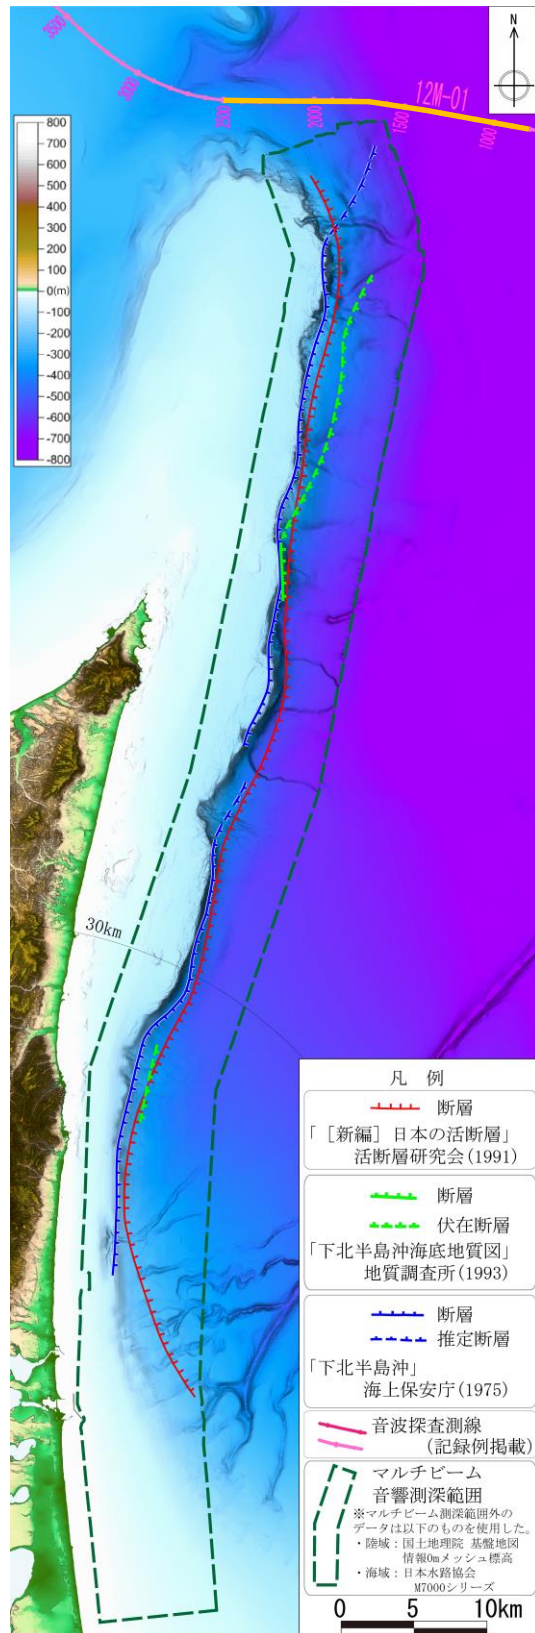 N
3500
3000
2500
2000
1500
1000
12M-01
800
700
600
500
400
300
200
100
0(m)
-100
-200
-300
-400
-500
-600
-700
-800
30km
凡 例
断層
「[新編] 日本の活断層」
活断層研究会(1991)
断層
伏在断層
「下北半島沖海底地質図」
地質調査所(1993)
断層
推定断層
「下北半島沖」
海上保安庁(1975)
音波探査測線
(記録例掲載)
マルチビーム
音響測深範囲
※マルチビーム測深範囲外の
データは以下のものを使用した。
・陸域：国土地理院 基盤地図
情報0mメッシュ標高
・海域：日本水路協会
M7000シリーズ
0 5 10km